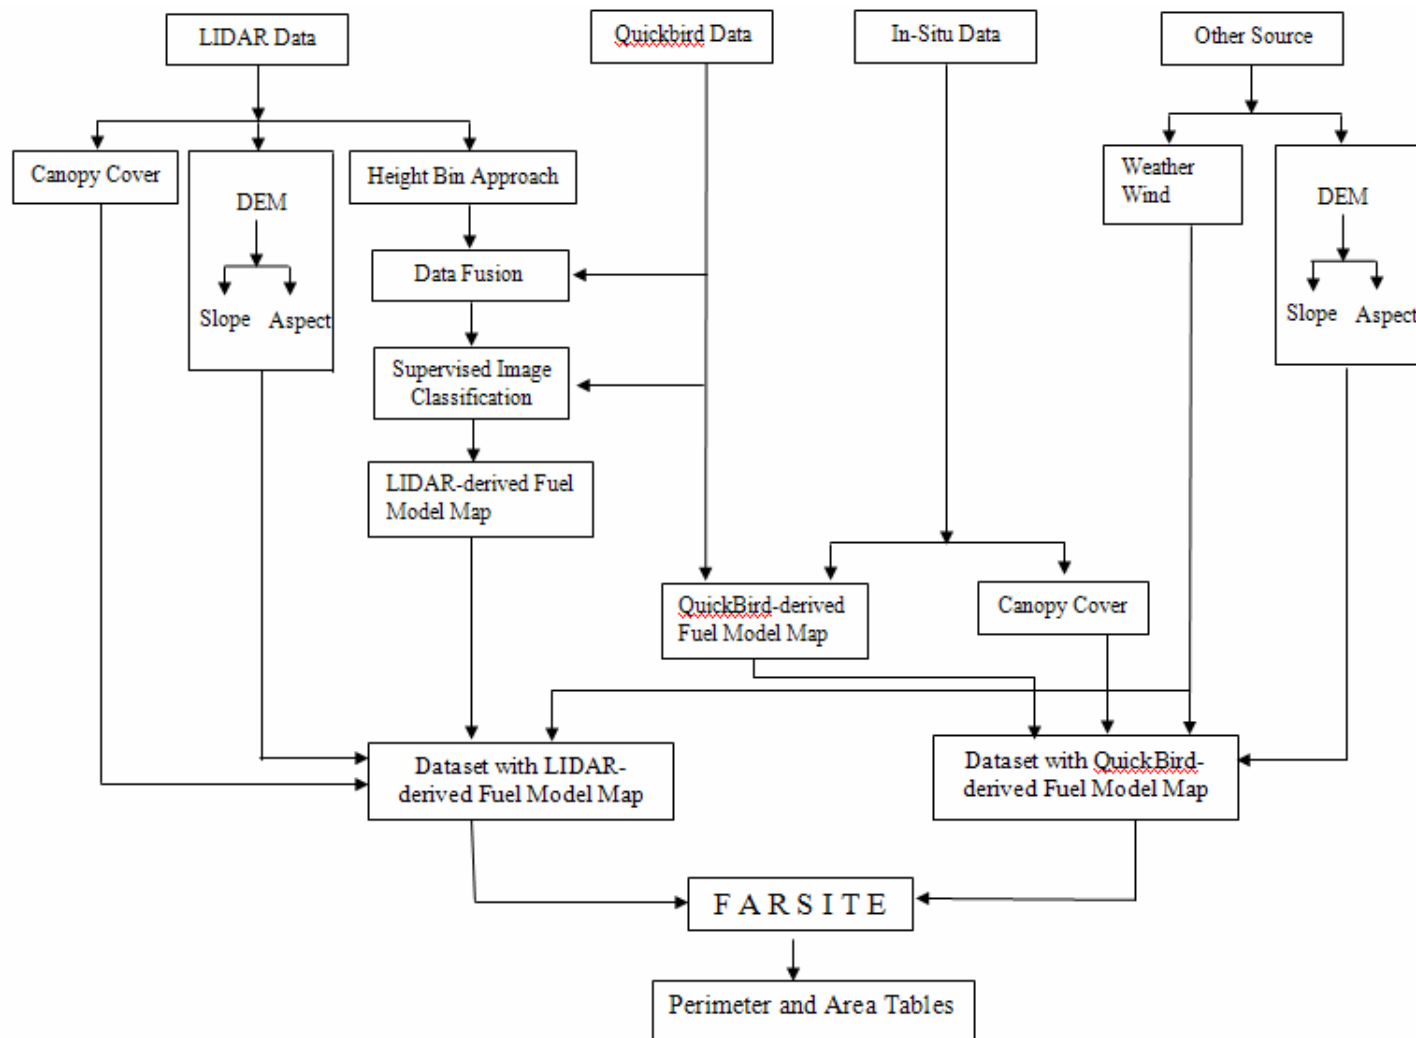 LIDAR Data
Quickbird Data
In-Situ Data
Other Source
Canopy Cover
DEM
Slope Aspect
Height Bin Approach
Weather
Wind
DEM
Slope Aspect
Data Fusion
Supervised Image
Classification
LIDAR-derived Fuel
Model Map
QuickBird-derived
Fuel Model Map
Canopy Cover
Dataset with LIDAR-
derived Fuel Model Map
Dataset with QuickBird-
derived Fuel Model Map
F A R S I T E
Perimeter and Area Tables